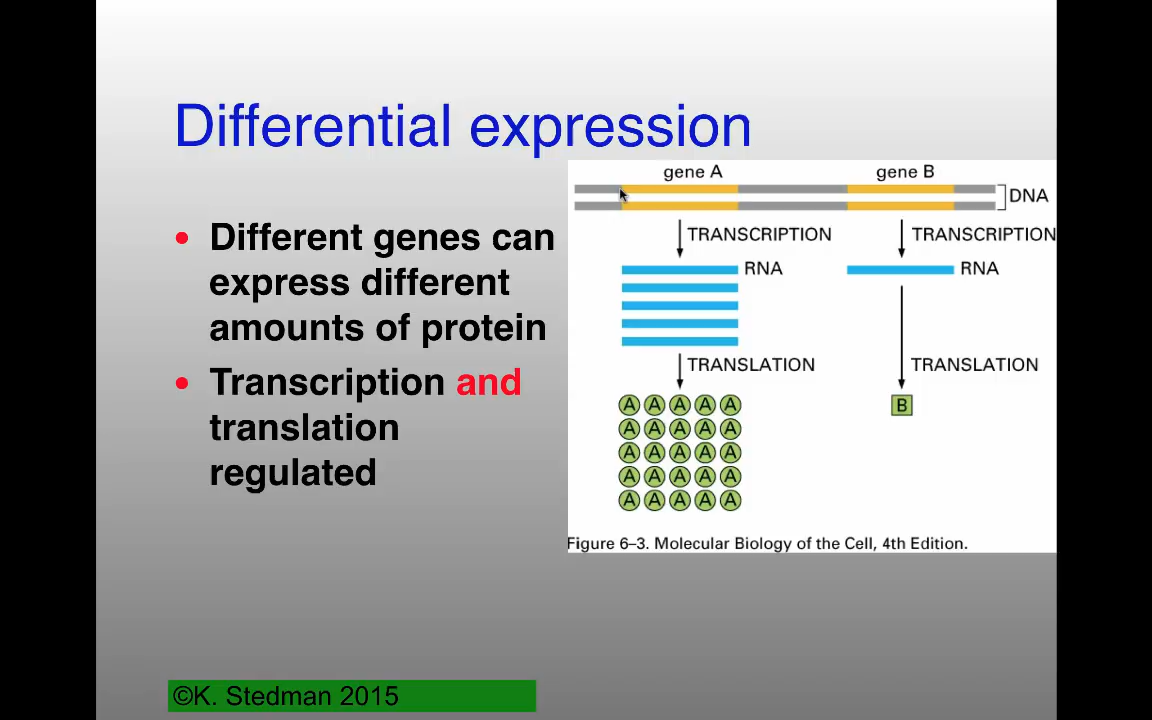 Differential expression
Different genes can
express different
amounts of protein
Transcription and
translation
regulated
gene A
gene B
DNA
TRANSCRIPTION
TRANSCRIPTION
RNA
RNA
TRANSLATION
TRANSLATION
A A A A A
B
A A A A A
A A A A A
A A A A A
A A A A A
Figure 6–3. Molecular Biology of the Cell, 4th Edition.
©K. Stedman 2015